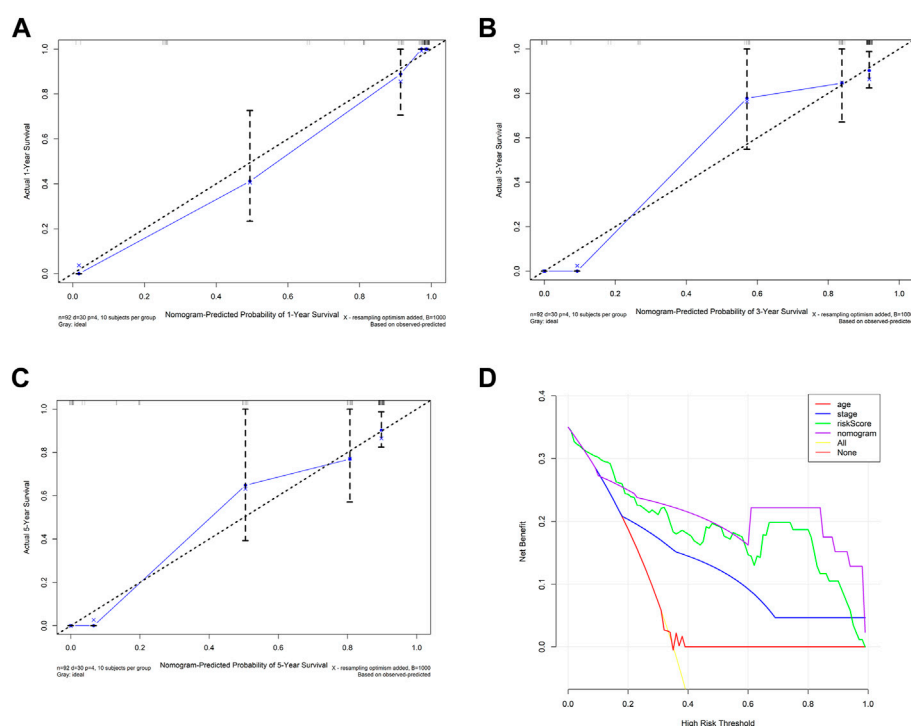 A
Actual 1-Year Survival
1.0
0.8
0.6
0.4
0.2
0.0
0.0 0.2 0.4 0.6 0.8 1.0
Nomogram-Predicted Probability of 1-Year Survival
n=92 d=30 p=4, 10 subjects per group
Gray: ideal
X - resampling optimism added, B=1000
Based on observed-predicted
B
Actual 3-Year Survival
1.0
0.8
0.6
0.4
0.2
0.0
0.0 0.2 0.4 0.6 0.8 1.0
Nomogram-Predicted Probability of 3-Year Survival
n=92 d=30 p=4, 10 subjects per group
Gray: ideal
X - resampling optimism added, B=1000
Based on observed-predicted
C
Actual 5-Year Survival
1.0
0.8
0.6
0.4
0.2
0.0
0.0 0.2 0.4 0.6 0.8 1.0
Nomogram-Predicted Probability of 5-Year Survival
n=92 d=30 p=4, 10 subjects per group
Gray: ideal
X - resampling optimism added, B=1000
Based on observed-predicted
D
Net Benefit
0.4
0.3
0.2
0.1
0.0
age
stage
riskScore
nomogram
All
None
0.0 0.2 0.4 0.6 0.8 1.0
High Risk Threshold